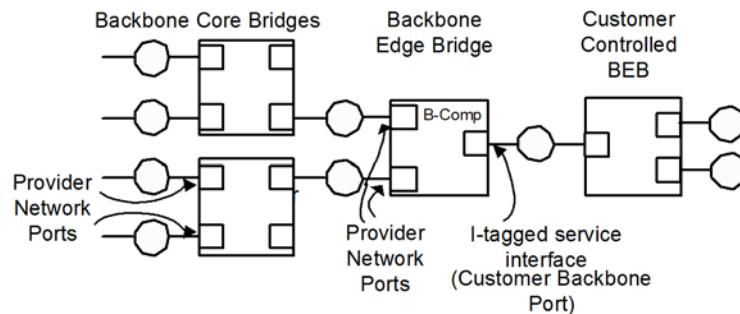 Backbone Core Bridges
Backbone
Edge Bridge
Customer
Controlled
BEB
B-Comp
Provider
Network
Ports
Provider
Network
Ports
I-tagged service
interface
(Customer Backbone
Port)